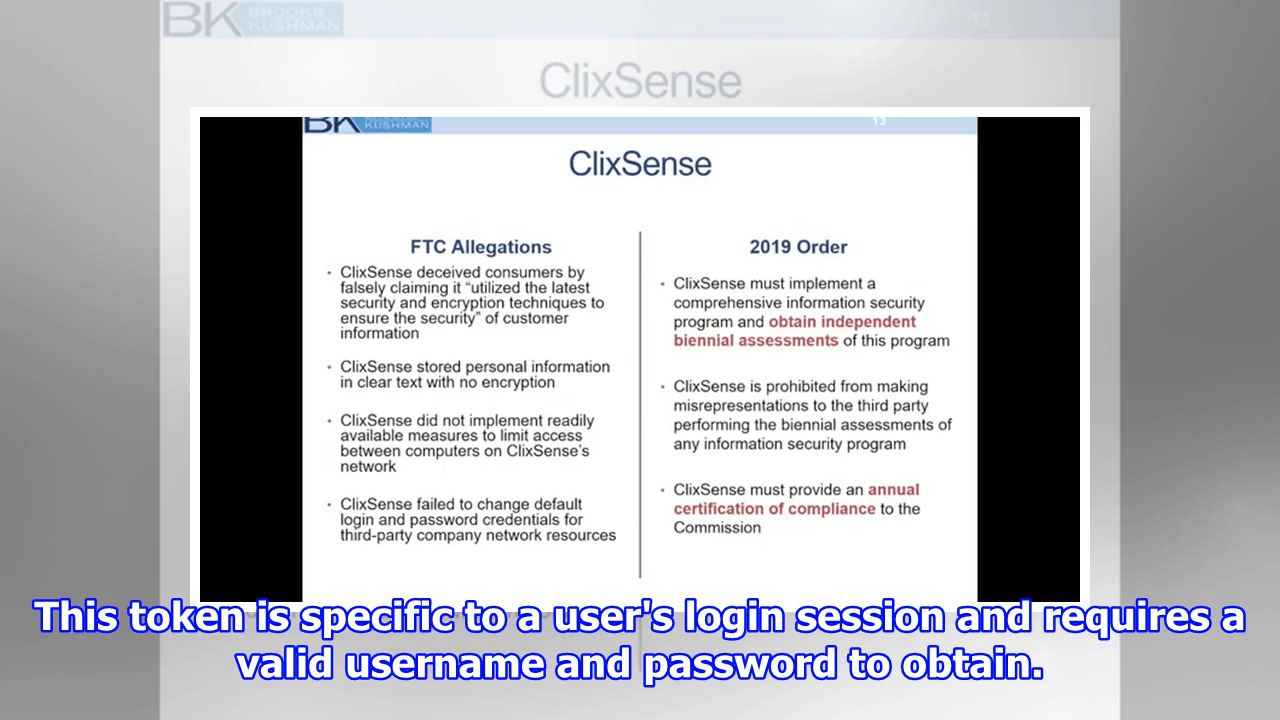 BK BROOKS KUSHMAN 13
ClixSense
BK KUSHMAN 13
ClixSense
FTC Allegations
• ClixSense deceived consumers by
falsely claiming it “utilized the latest
security and encryption techniques to
ensure the security” of customer
information
• ClixSense stored personal information
in clear text with no encryption
• ClixSense did not implement readily
available measures to limit access
between computers on ClixSense’s
network
• ClixSense failed to change default
login and password credentials for
third-party company network resources
2019 Order
• ClixSense must implement a
comprehensive information security
program and obtain independent
biennial assessments of this program
• ClixSense is prohibited from making
misrepresentations to the third party
performing the biennial assessments of
any information security program
• ClixSense must provide an annual
certification of compliance to the
Commission
This token is specific to a user's login session and requires a
valid username and password to obtain.